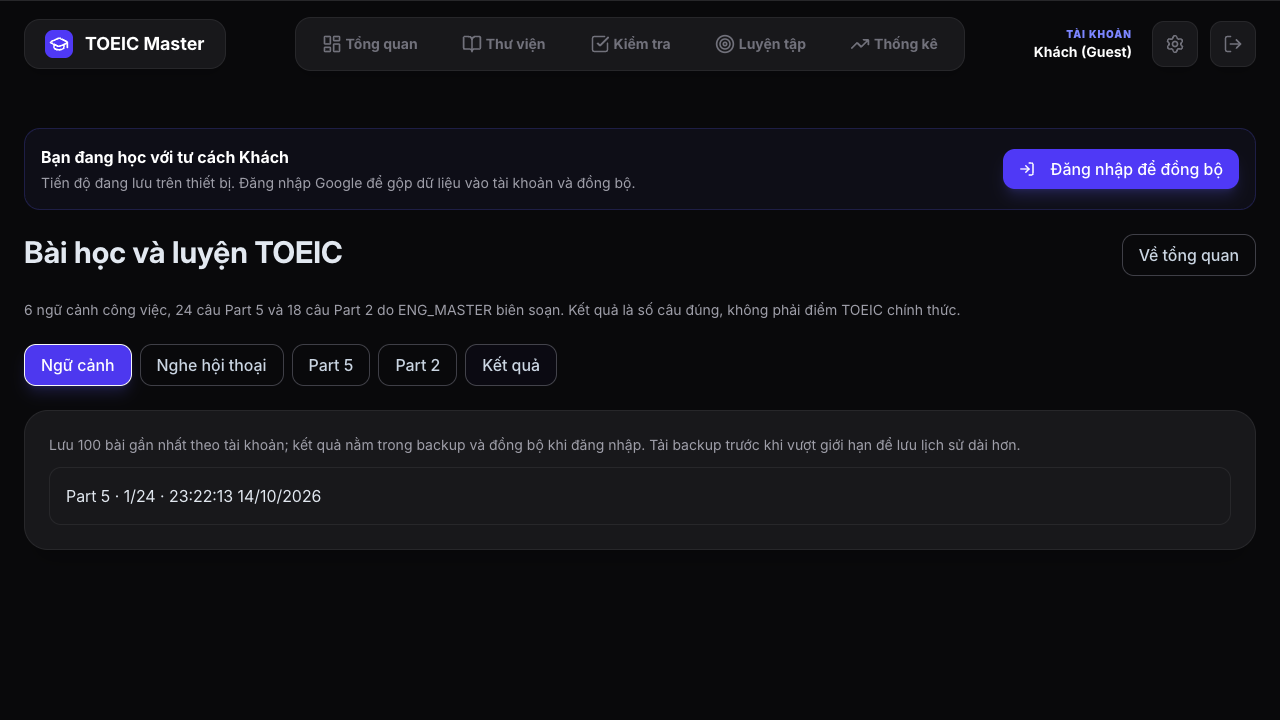 TOEIC Master
Tổng quan
Thư viện
Kiểm tra
Luyện tập
Thống kê
TÀI KHOẢN
Khách (Guest)
Bạn đang học với tư cách Khách
Tiến độ đang lưu trên thiết bị. Đăng nhập Google để gộp dữ liệu vào tài khoản và đồng bộ.
Đăng nhập để đồng bộ
Bài học và luyện TOEIC
Về tổng quan
6 ngữ cảnh công việc, 24 câu Part 5 và 18 câu Part 2 do ENG_MASTER biên soạn. Kết quả là số câu đúng, không phải điểm TOEIC chính thức.
Ngữ cảnh
Nghe hội thoại
Part 5
Part 2
Kết quả
Lưu 100 bài gần nhất theo tài khoản; kết quả nằm trong backup và đồng bộ khi đăng nhập. Tải backup trước khi vượt giới hạn để lưu lịch sử dài hơn.
Part 5 · 1/24 · 23:22:13 14/10/2026